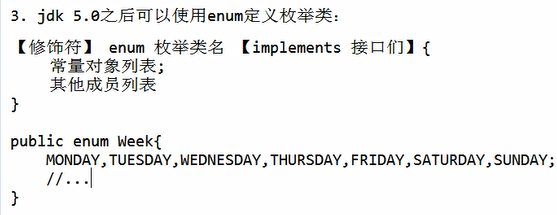 3. jdk 5.0之后可以使用enum定义枚举类:
【修饰符】 enum 枚举类名 【implements 接口们】{
常量对象列表;
其他成员列表
}
public enum Week{
MONDAY,TUESDAY,WEDNESDAY,THURSDAY,FRIDAY,SATURDAY,SUNDAY;
//...
}